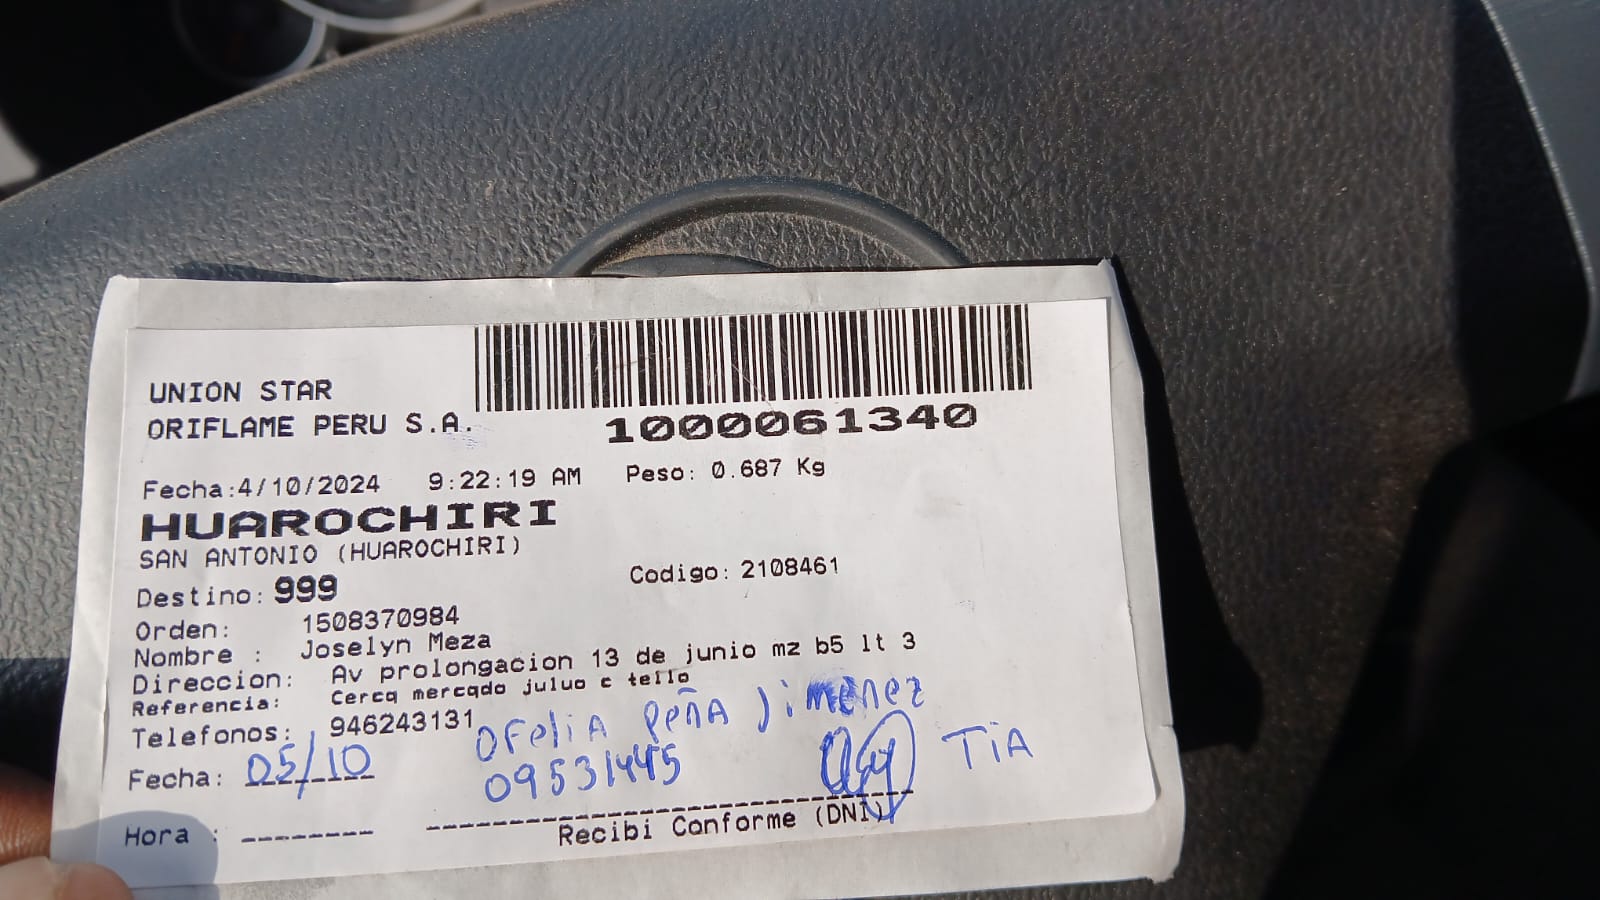 UNION STAR
ORIFLAME PERU S.A.
1000061340
Fecha:4/10/2024 9:22:19 AM Peso: 0.687 Kg
HUAROCHIRI
SAN ANTONIO (HUAROCHIRI)
Destino: 999 Codigo: 2108461
Orden: 1508370984
Nombre : Joselyn Meza
Direccion: Av prolongacion 13 de junio mz b5 lt 3
Referencia: Cerca mercado juluo c tello
Telefonos: 946243131
OFeliA PeñA Jimenez
Fecha: 05/10 09531445 TiA
Hora : --------
Recibi Conforme (DNI)